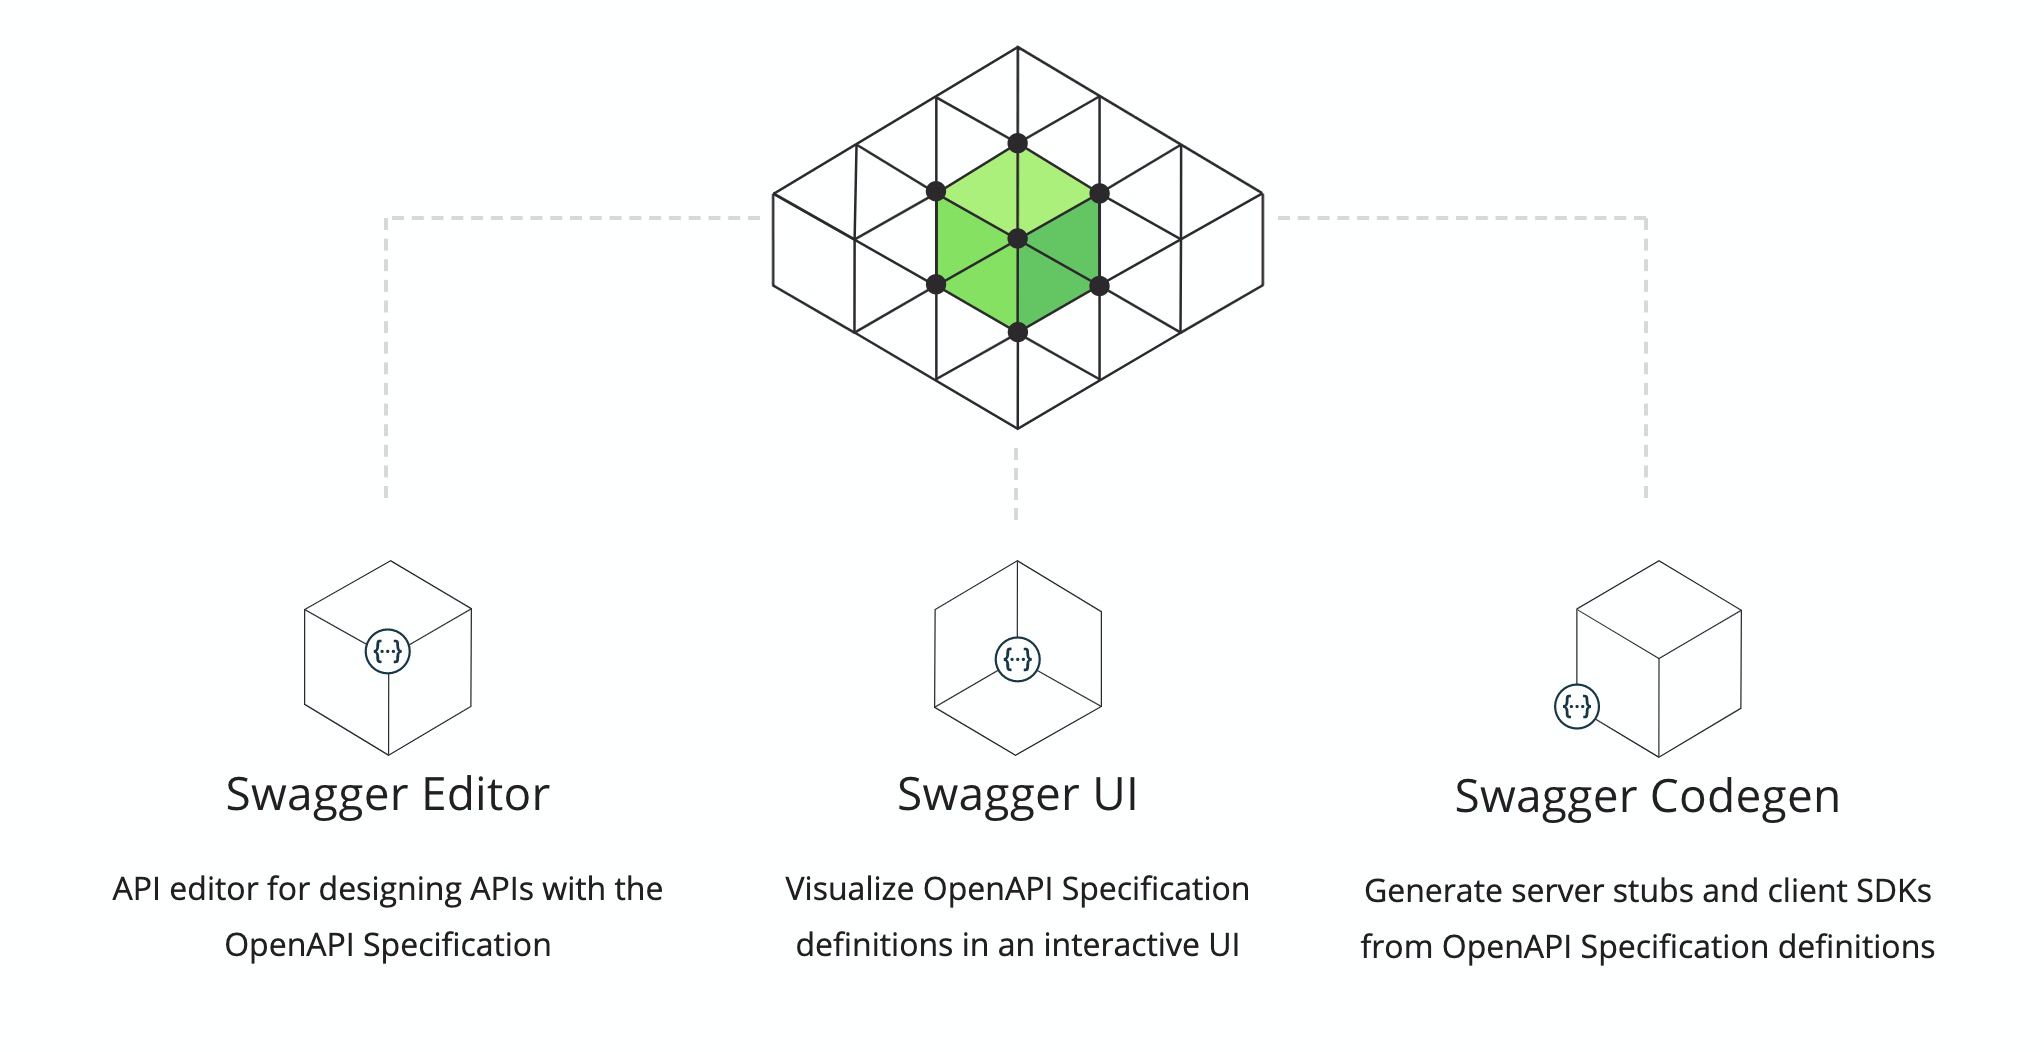 {···}
Swagger Editor
API editor for designing APIs with the
OpenAPI Specification
{···}
Swagger UI
Visualize OpenAPI Specification
definitions in an interactive UI
{···}
Swagger Codegen
Generate server stubs and client SDKs
from OpenAPI Specification definitions